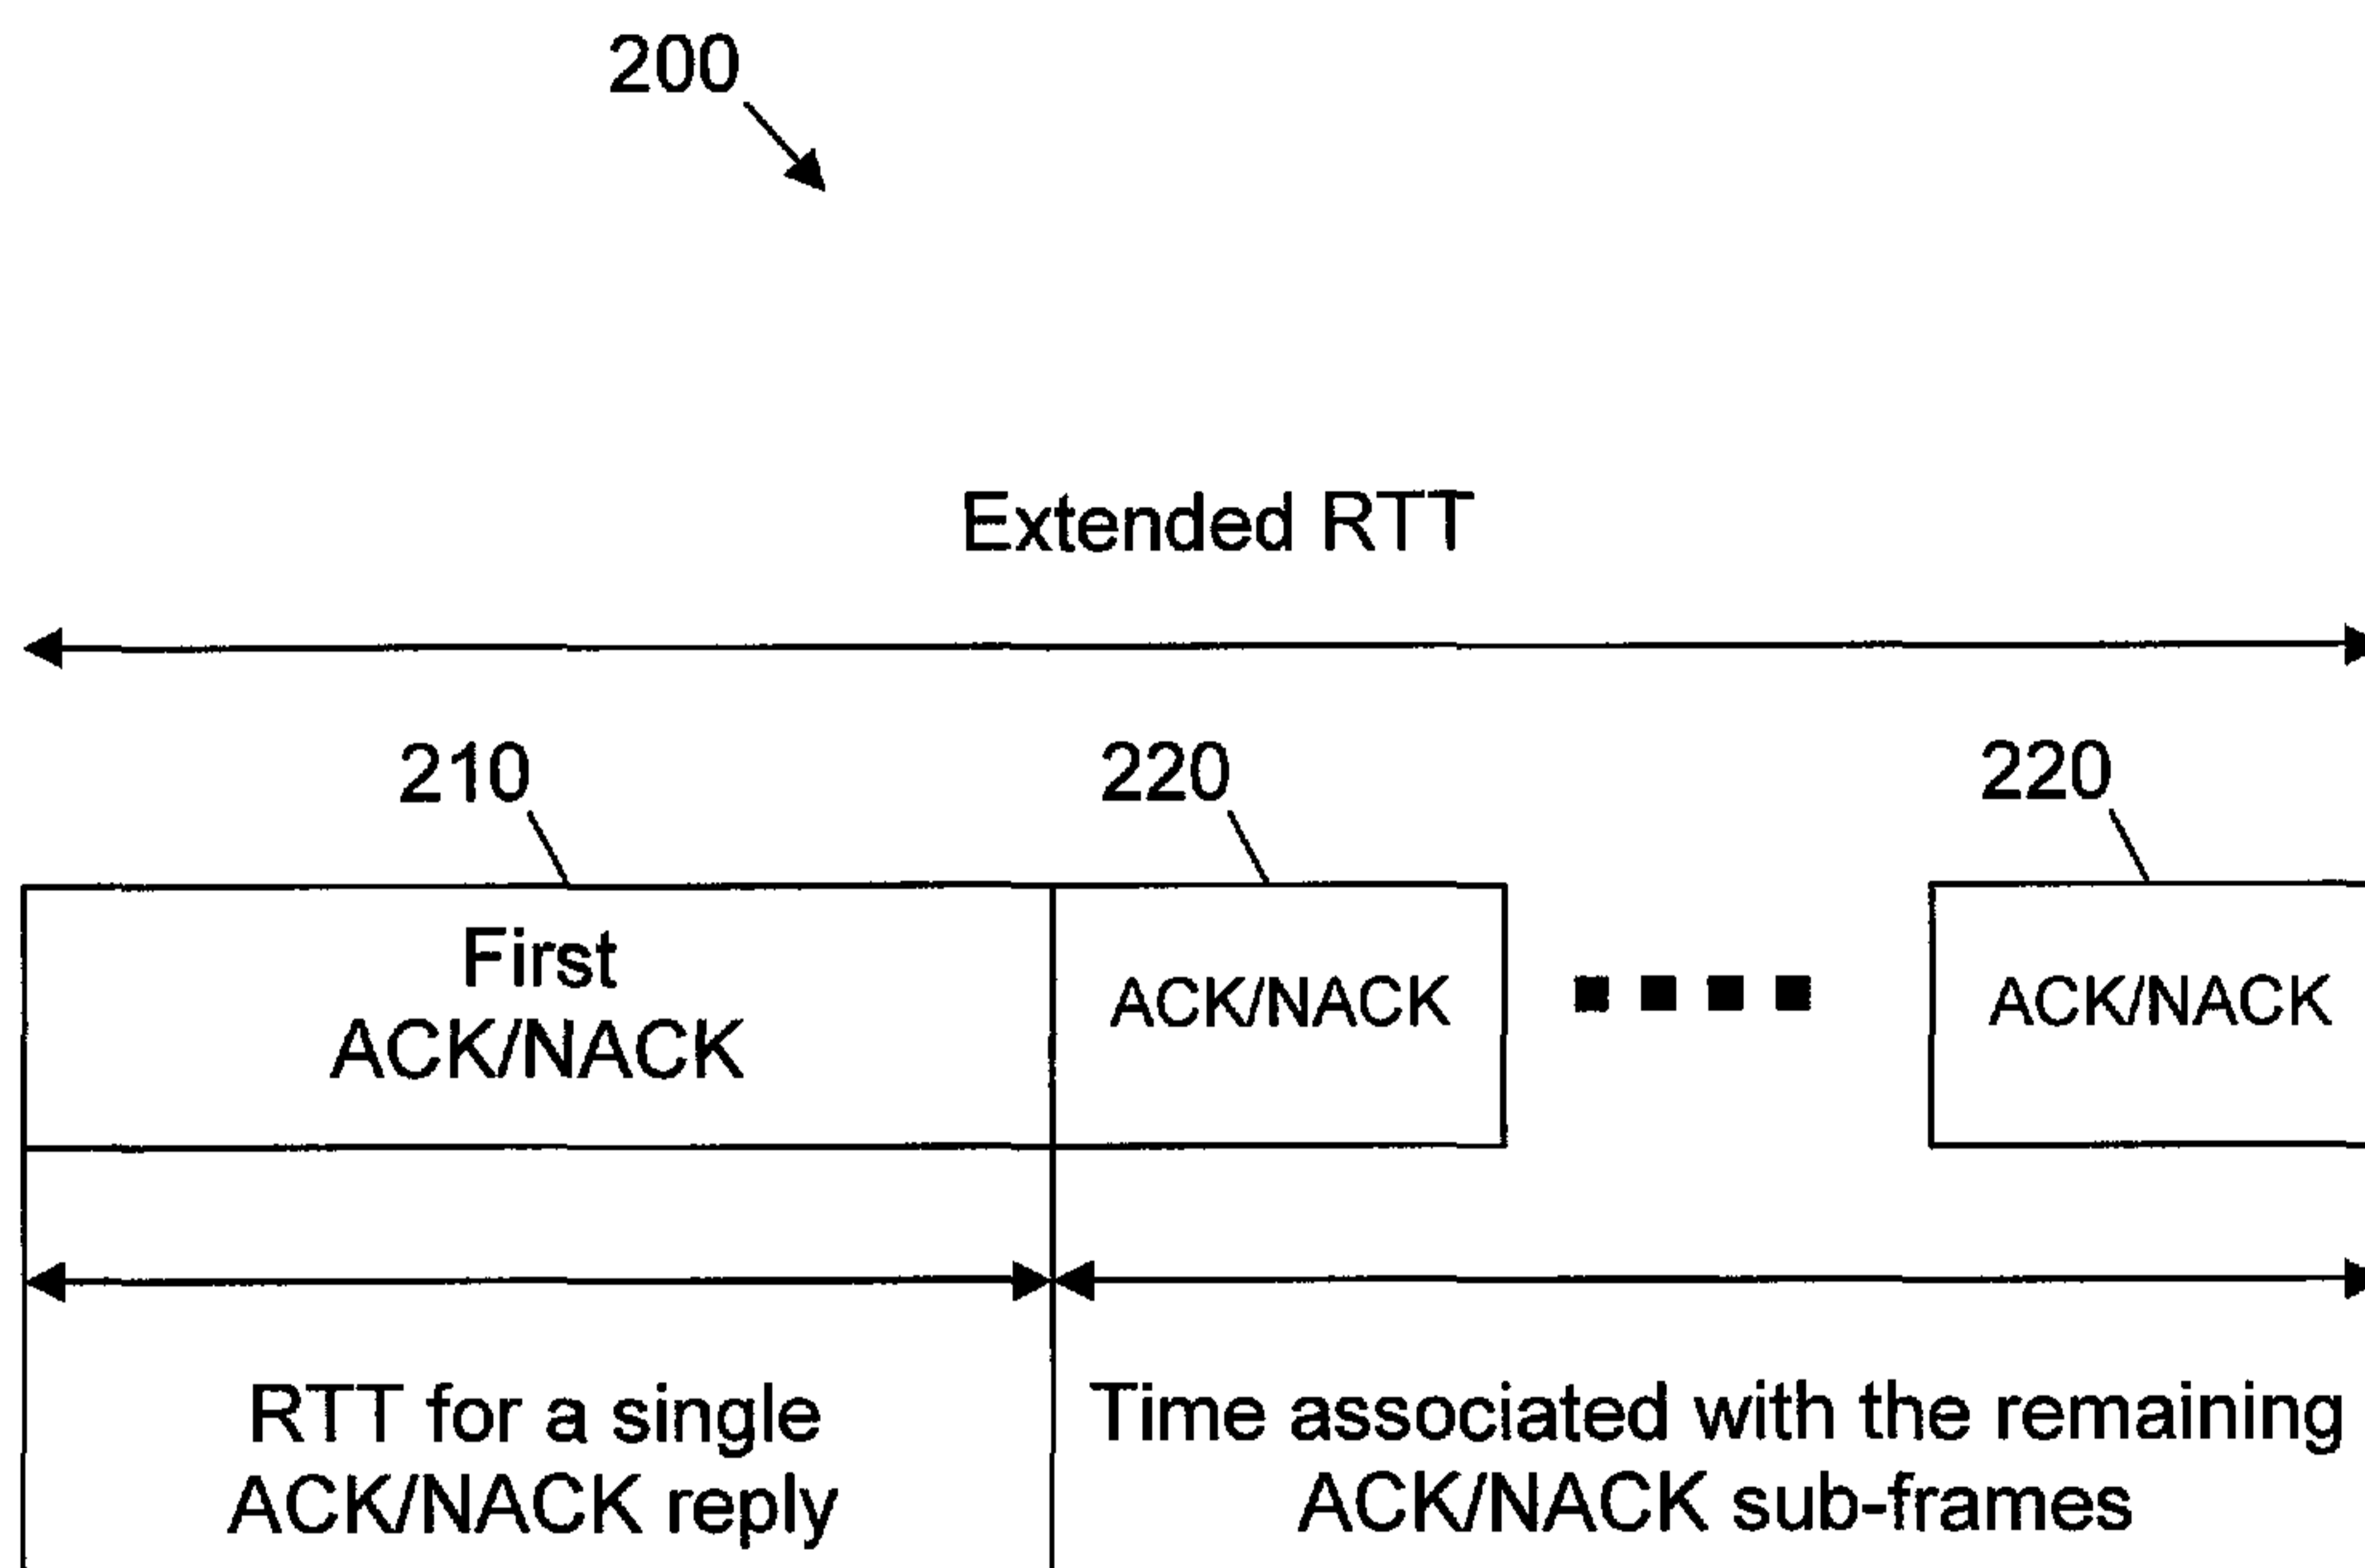 200
Extended RTT
210
220
220
First
ACK/NACK
ACK/NACK
ACK/NACK
RTT for a single
ACK/NACK reply
Time associated with the remaining
ACK/NACK sub-frames